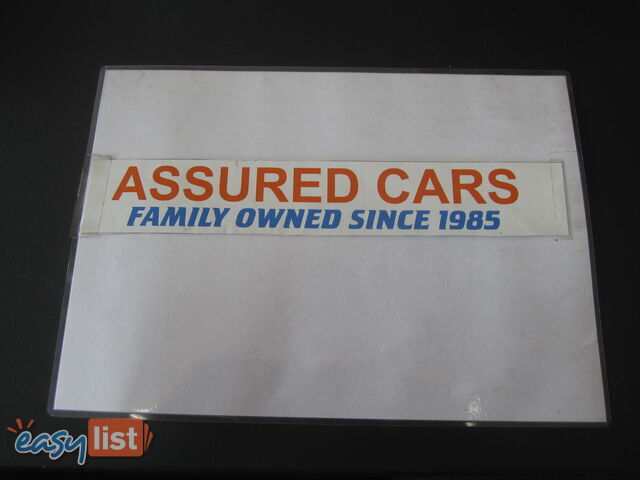 ASSURED CARS
FAMILY OWNED SINCE 1985
easylist